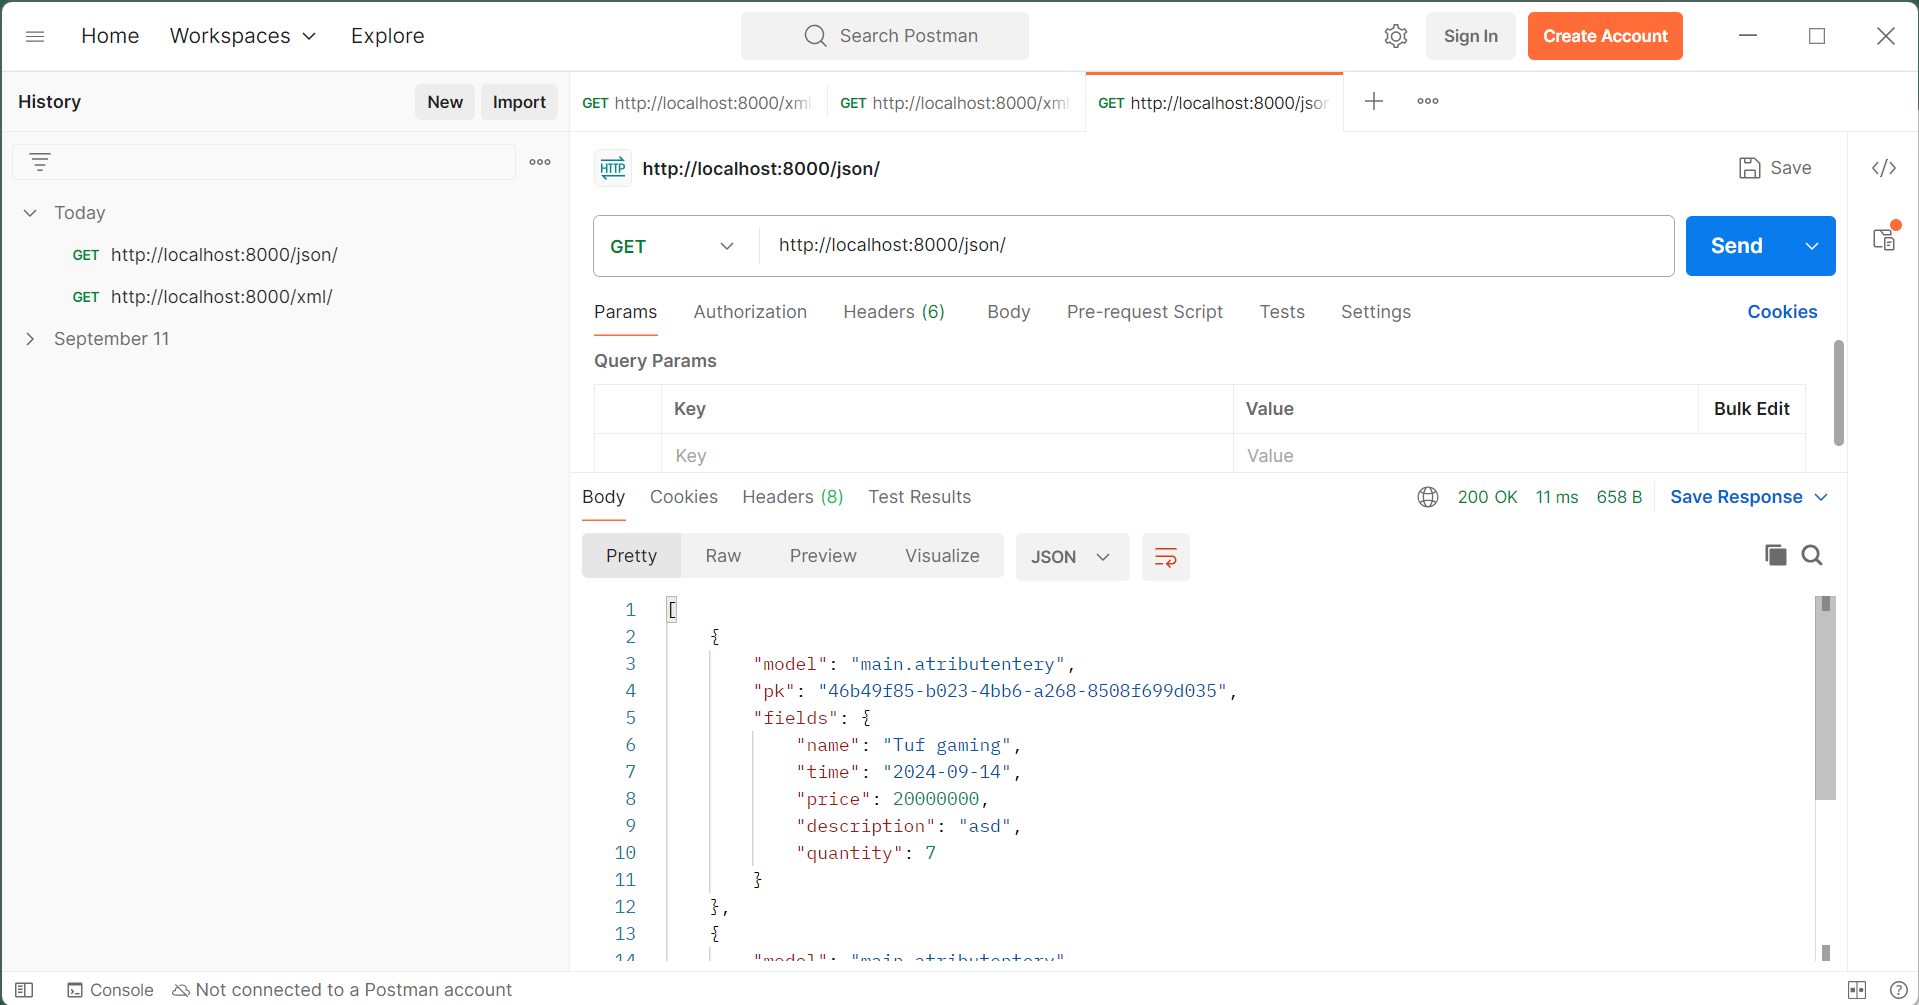 Home Workspaces Explore Search Postman Sign In Create Account
History New Import
GET http://localhost:8000/xml GET http://localhost:8000/xml GET http://localhost:8000/json
HTTP http://localhost:8000/json/ Save
Today
GET http://localhost:8000/json/
GET http://localhost:8000/xml/
September 11
GET http://localhost:8000/json/ Send
Params Authorization Headers (6) Body Pre-request Script Tests Settings Cookies
Query Params
Key Value Bulk Edit
Key Value
Body Cookies Headers (8) Test Results 200 OK 11 ms 658 B Save Response
Pretty Raw Preview Visualize JSON
1 [
2 {
3 "model": "main.atributentery",
4 "pk": "46b49f85-b023-4bb6-a268-8508f699d035",
5 "fields": {
6 "name": "Tuf gaming",
7 "time": "2024-09-14",
8 "price": 20000000,
9 "description": "asd",
10 "quantity": 7
11 }
12 },
13 {
14 "model": "main.atributentery"
Console Not connected to a Postman account